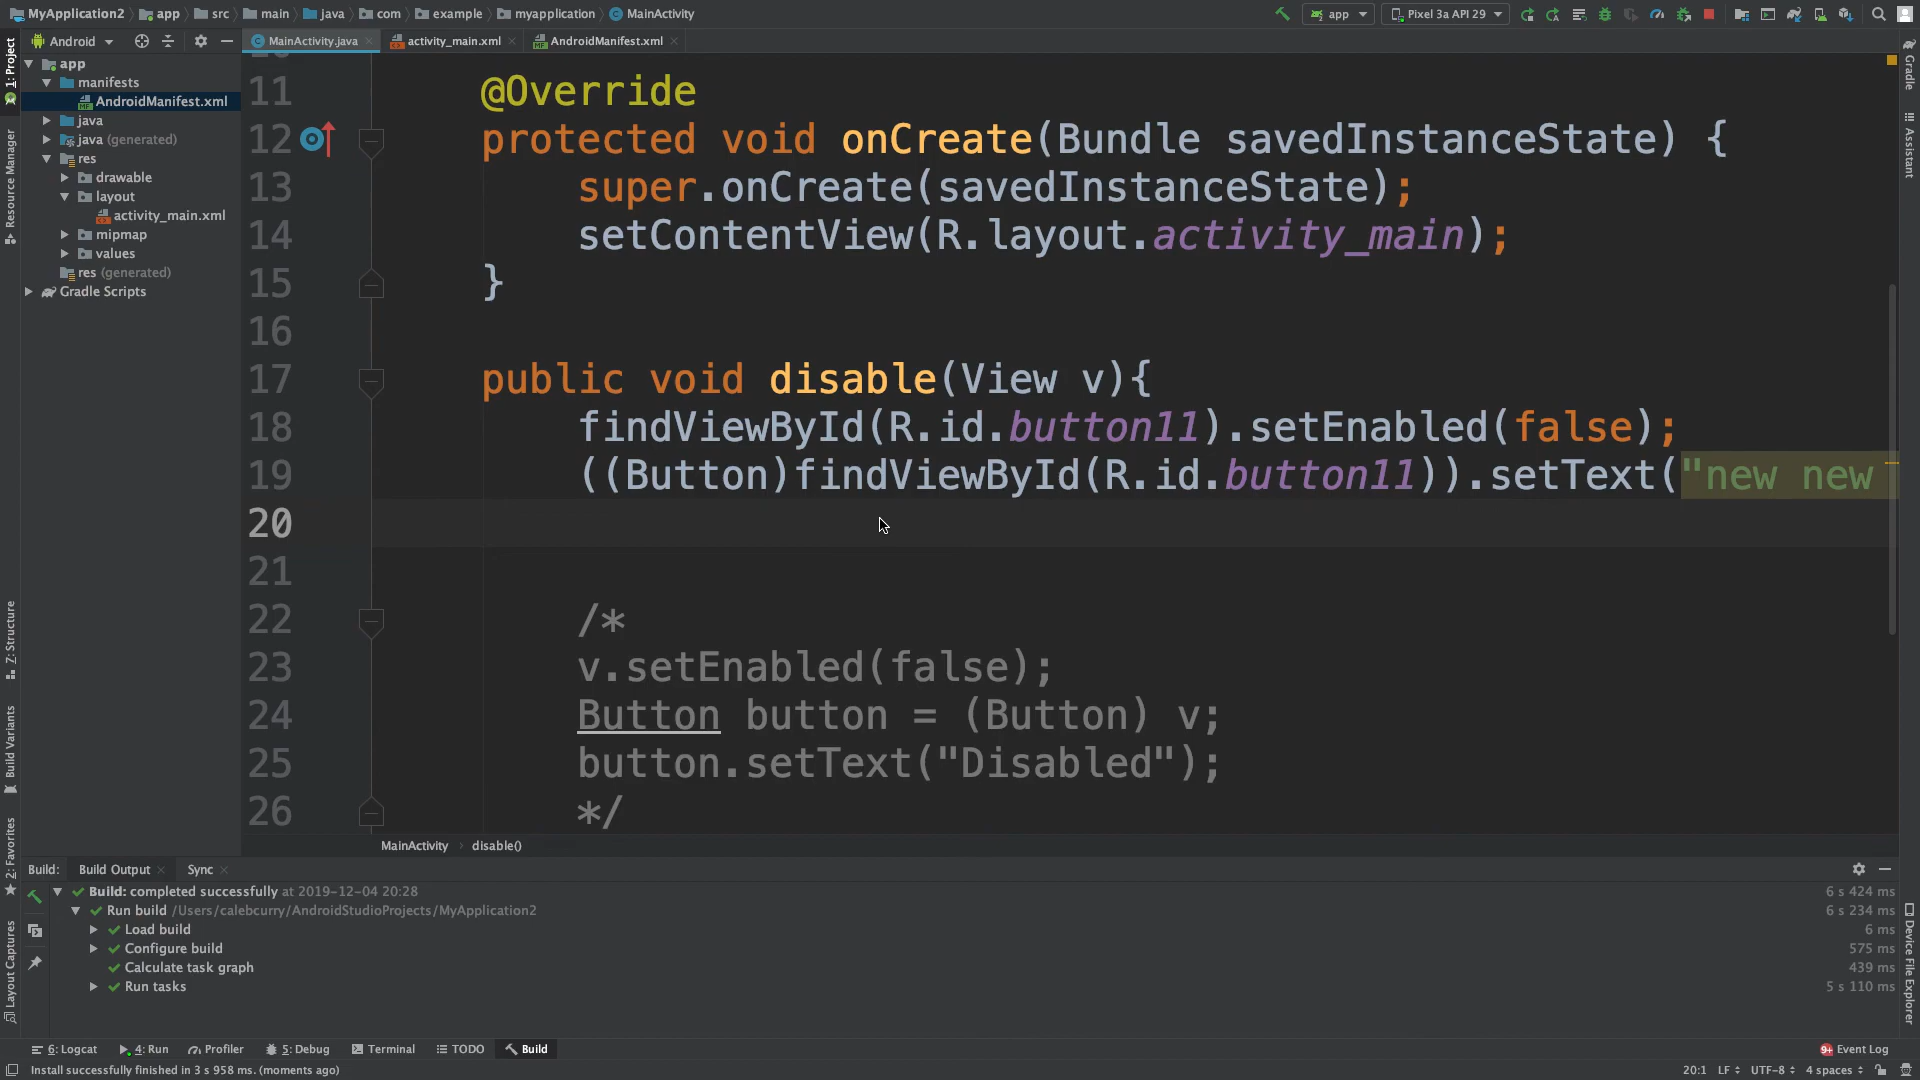 MyApplication2 app src main java com example myapplication MainActivity
app Pixel 3a API 29
Android
MainActivity.java activity_main.xml AndroidManifest.xml
1: Project
Resource Manager
Z: Structure
Build Variants
2: Favorites
Layout Captures
app
manifests
AndroidManifest.xml
java
java (generated)
res
drawable
layout
activity_main.xml
mipmap
values
res (generated)
Gradle Scripts
11 @Override
12 protected void onCreate(Bundle savedInstanceState) {
13 super.onCreate(savedInstanceState);
14 setContentView(R.layout.activity_main);
15 }
16
17 public void disable(View v){
18 findViewById(R.id.button11).setEnabled(false);
19 ((Button)findViewById(R.id.button11)).setText("new new
20
21
22 /*
23 v.setEnabled(false);
24 Button button = (Button) v;
25 button.setText("Disabled");
26 */
MainActivity disable()
Gradle
Assistant
Device File Explorer
Build: Build Output Sync
Build: completed successfully at 2019-12-04 20:28 6 s 424 ms
Run build /Users/calebcurry/AndroidStudioProjects/MyApplication2 6 s 234 ms
Load build 6 ms
Configure build 575 ms
Calculate task graph 439 ms
Run tasks 5 s 110 ms
6: Logcat 4: Run Profiler 5: Debug Terminal TODO Build 9+ Event Log
Install successfully finished in 3 s 958 ms. (moments ago) 20:1 LF UTF-8 4 spaces